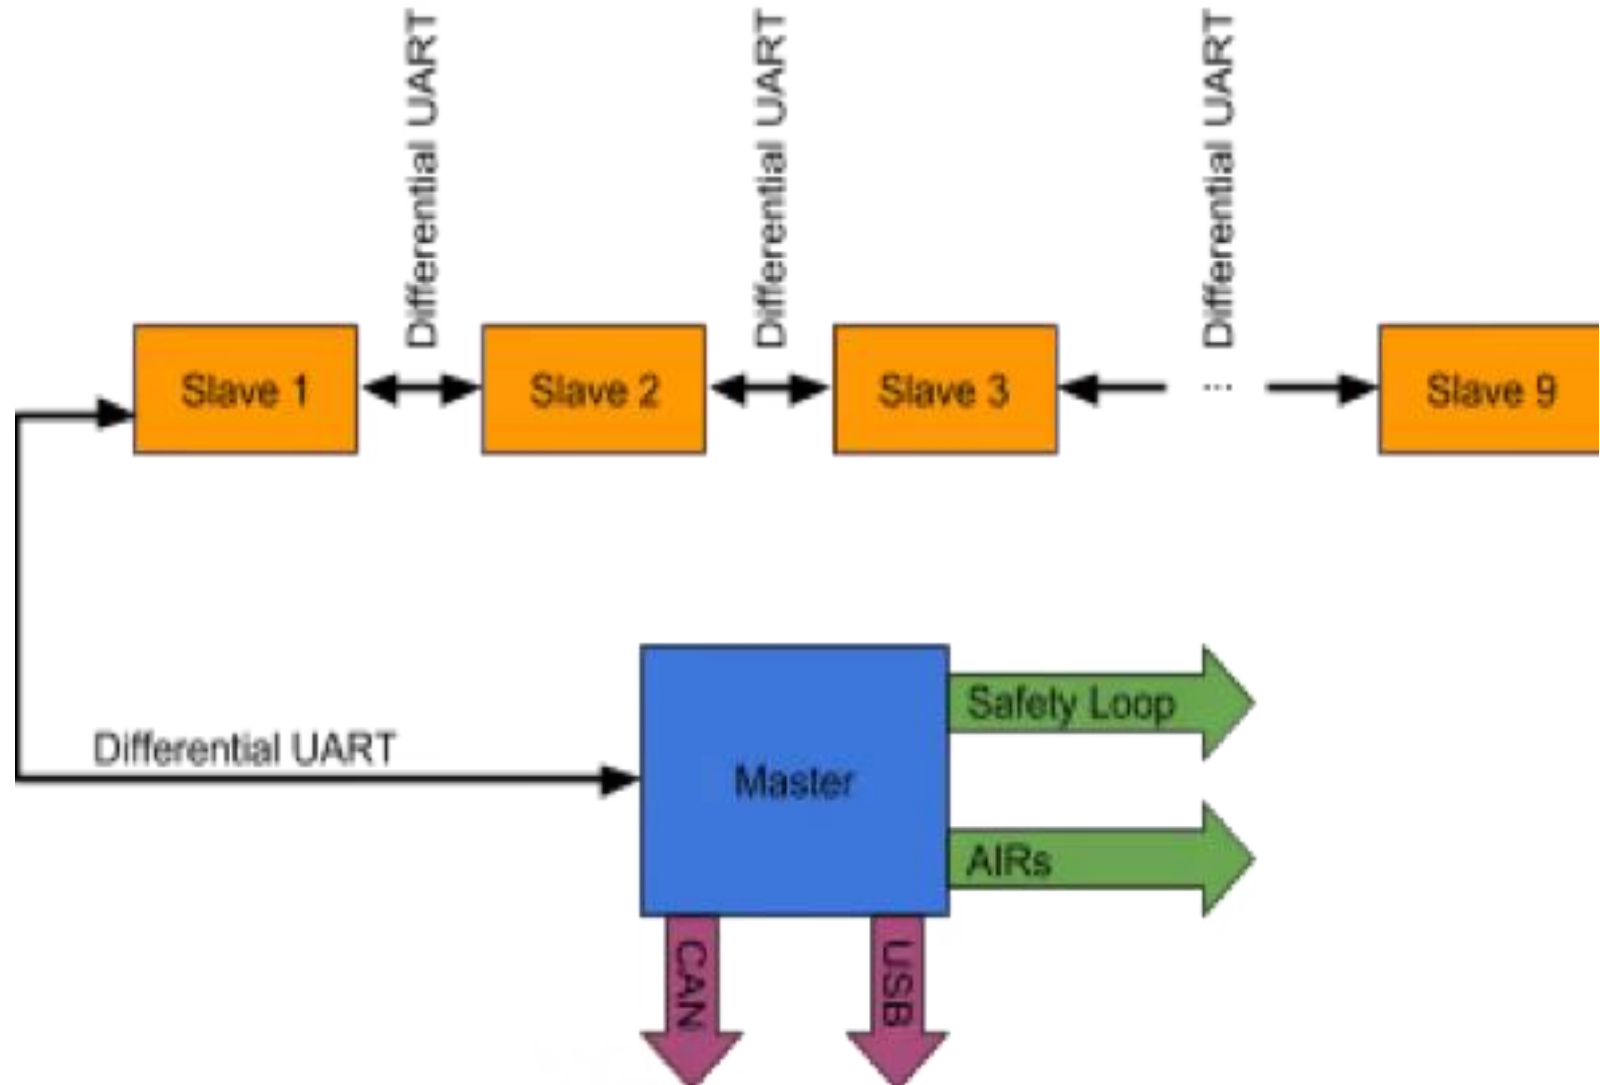 Differential UART
Differential UART
Differential UART
Slave 1
Slave 2
Slave 3
...
Slave 9
Differential UART
Master
Safety Loop
AIRs
CAN
USB